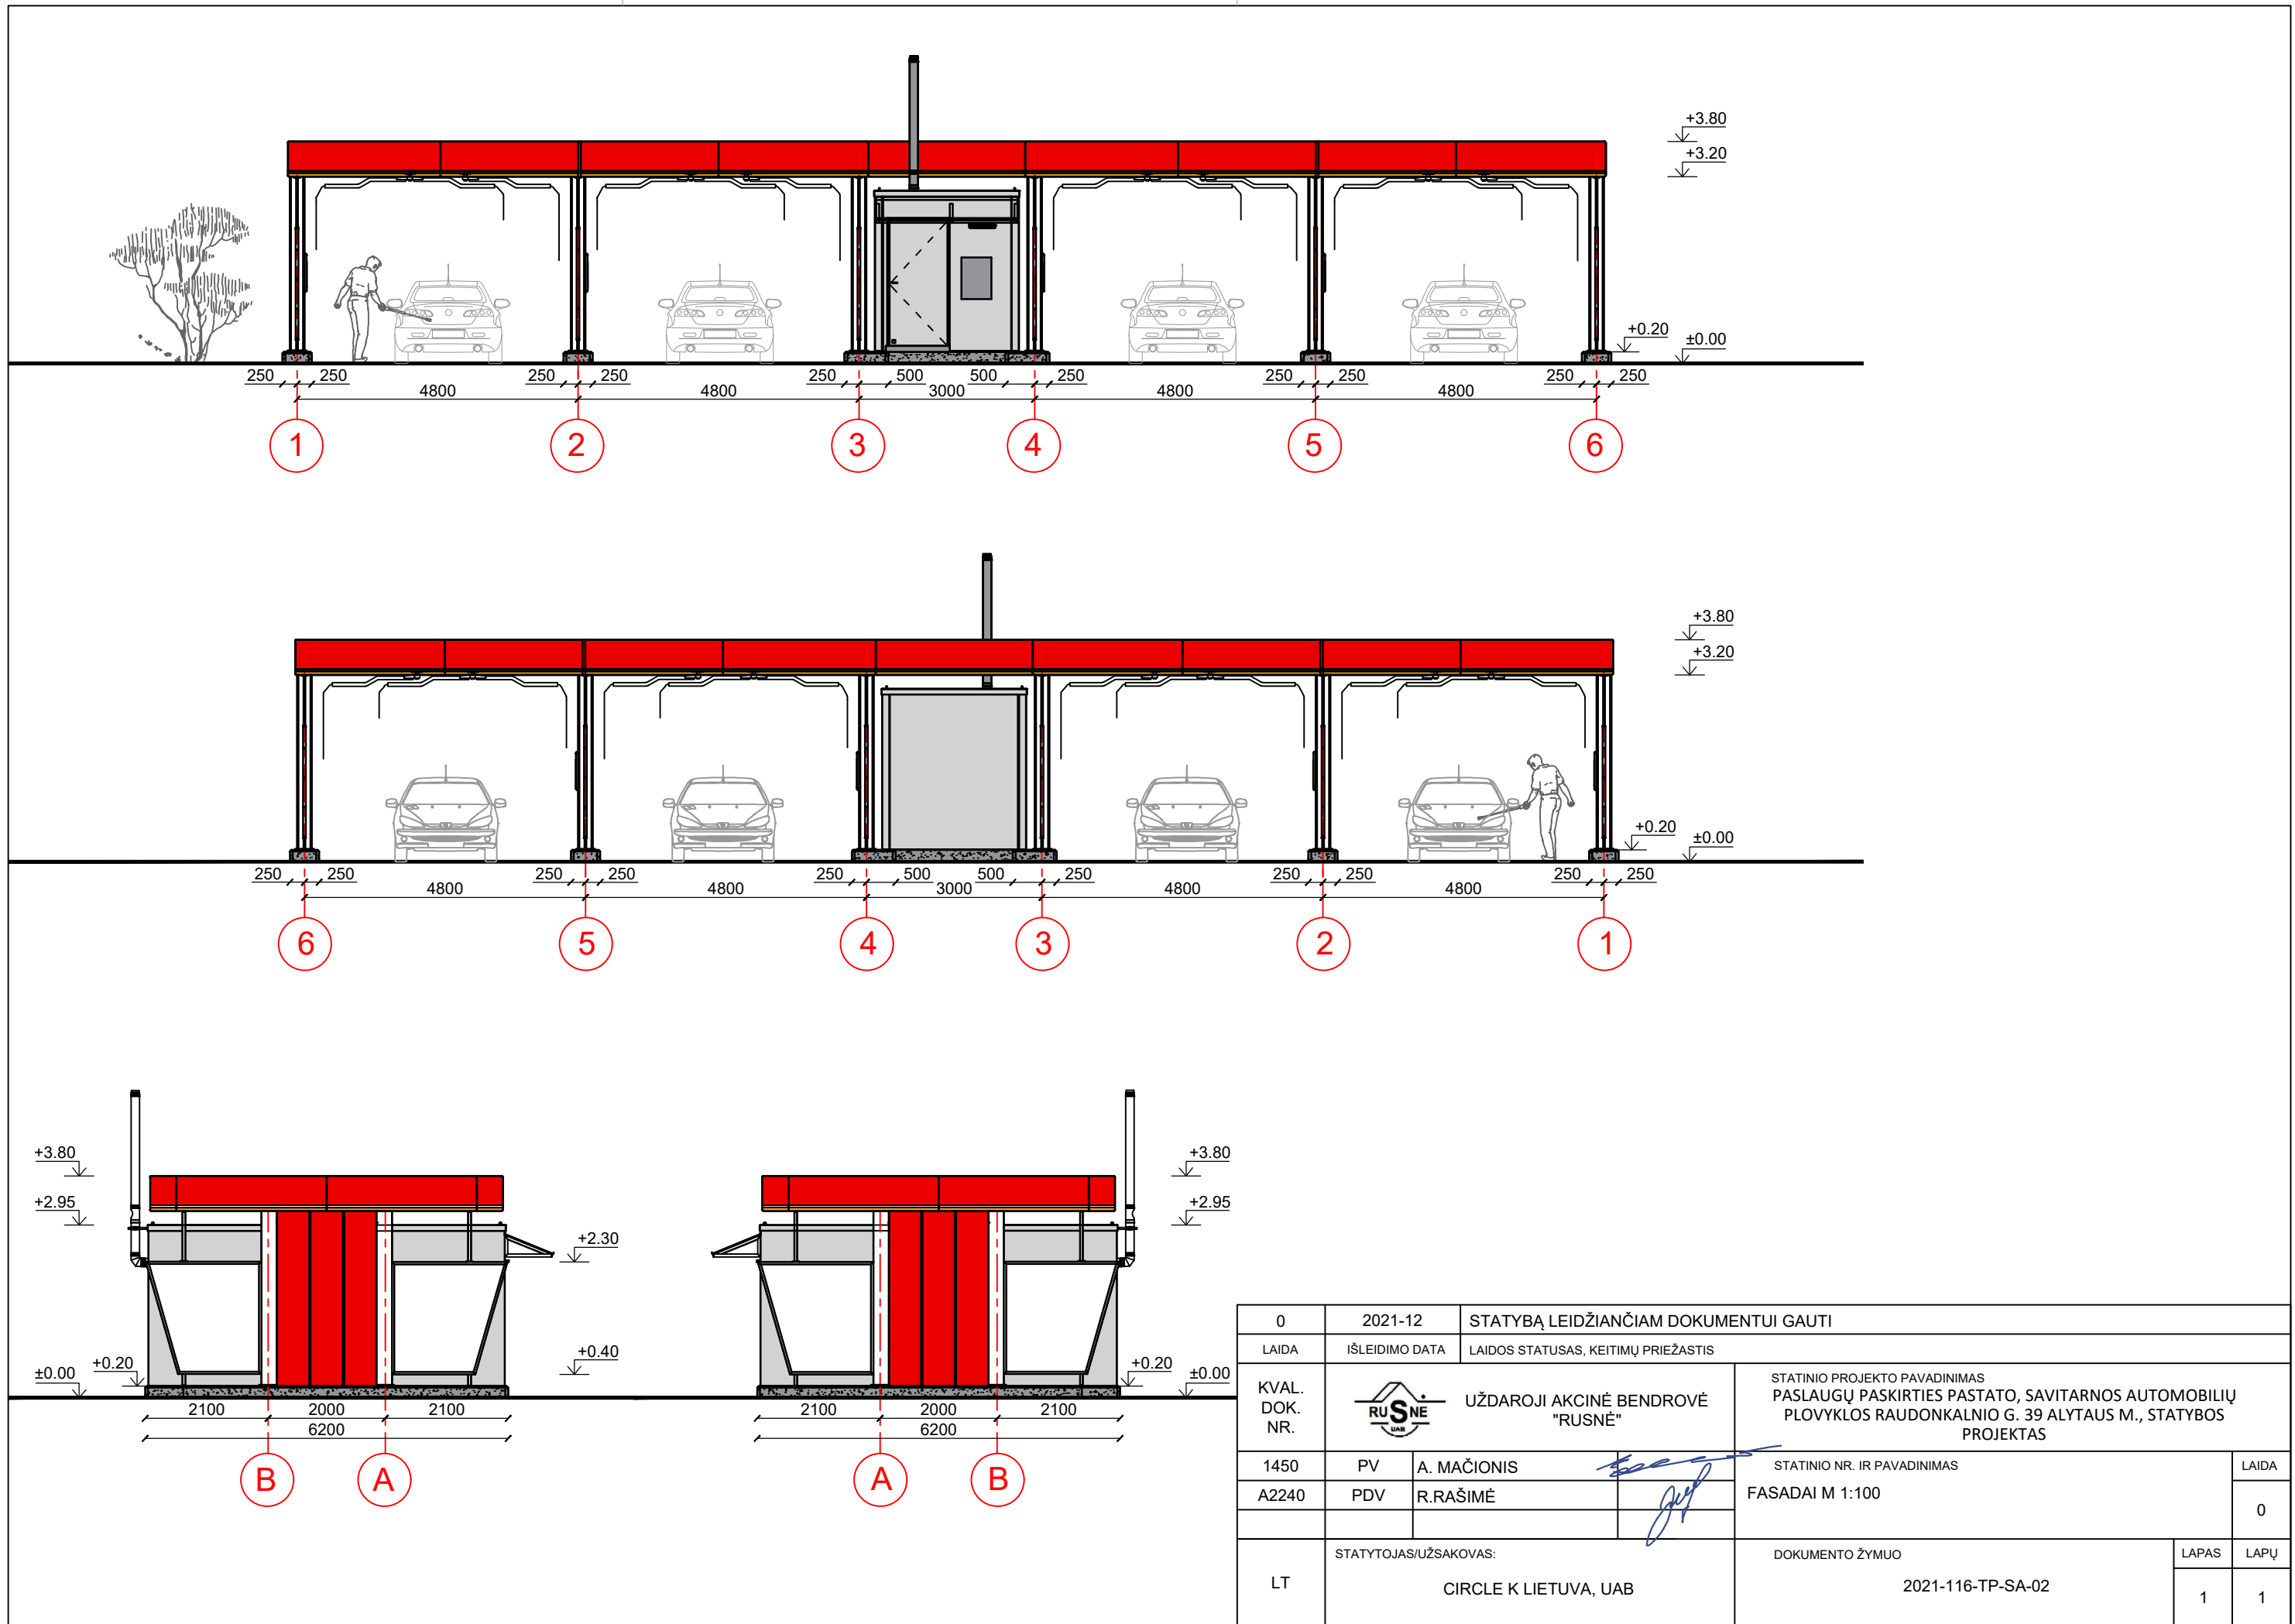 +3.80
+3.20
+0.20
±0.00
250 250 250 250 250 500 500 250 250 250 250 250
4800 4800 3000 4800 4800
1 2 3 4 5 6
+3.80
+3.20
+0.20
±0.00
250 250 250 250 250 500 500 250 250 250 250 250
4800 4800 3000 4800 4800
6 5 4 3 2 1
+3.80
+2.95
+2.30
+0.40
+0.20
±0.00
2100 2000 2100
6200
B A
+3.80
+2.95
+0.20
±0.00
2100 2000 2100
6200
A B
0 2021-12 STATYBĄ LEIDŽIANČIAM DOKUMENTUI GAUTI
LAIDA IŠLEIDIMO DATA LAIDOS STATUSAS, KEITIMŲ PRIEŽASTIS
KVAL.
DOK.
NR.
RUSNĖ
UAB
UŽDAROJI AKCINĖ BENDROVĖ
"RUSNĖ"
STATINIO PROJEKTO PAVADINIMAS
PASLAUGŲ PASKIRTIES PASTATO, SAVITARNOS AUTOMOBILIŲ
PLOVYKLOS RAUDONKALNIO G. 39 ALYTAUS M., STATYBOS
PROJEKTAS
1450 PV A. MAČIONIS
A2240 PDV R.RAŠIMĖ
STATINIO NR. IR PAVADINIMAS
FASADAI M 1:100
LAIDA
0
LT
STATYTOJAS/UŽSAKOVAS:
CIRCLE K LIETUVA, UAB
DOKUMENTO ŽYMUO
2021-116-TP-SA-02
LAPAS LAPŲ
1 1